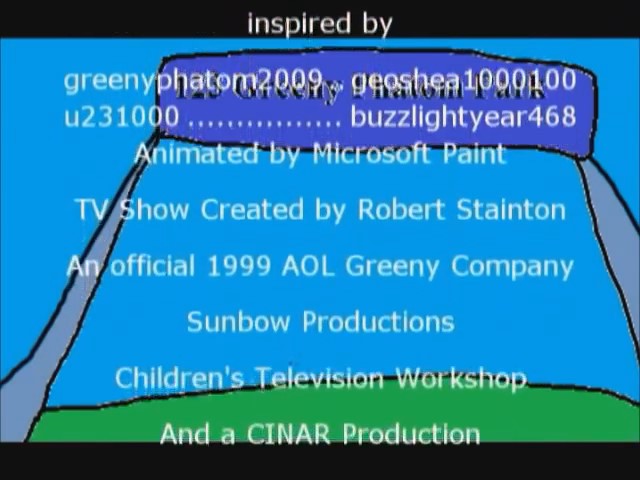 inspired by
greenyphatom2009 .. geoshea1000100
123 Greeny Phatom Park
u231000 ................ buzzlightyear468
Animated by Microsoft Paint
TV Show Created by Robert Stainton
An official 1999 AOL Greeny Company
Sunbow Productions
Children's Television Workshop
And a CINAR Production